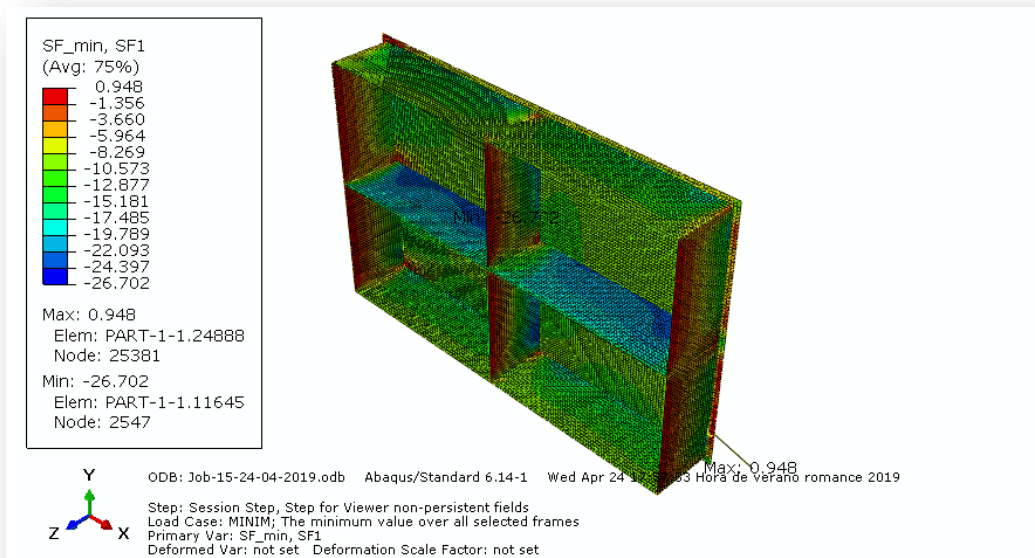 SF_min, SF1
(Avg: 75%)
0.948
-1.356
-3.660
-5.964
-8.269
-10.573
-12.877
-15.181
-17.485
-19.789
-22.093
-24.397
-26.702
Max: 0.948
Elem: PART-1-1.24888
Node: 25381
Min: -26.702
Elem: PART-1-1.11645
Node: 2547
Min: -26.702
Max: 0.948
Y
Z X
ODB: Job-15-24-04-2019.odb Abaqus/Standard 6.14-1 Wed Apr 24 Hora de verano romance 2019
Step: Session Step, Step for Viewer non-persistent fields
Load Case: MINIM; The minimum value over all selected frames
Primary Var: SF_min, SF1
Deformed Var: not set Deformation Scale Factor: not set